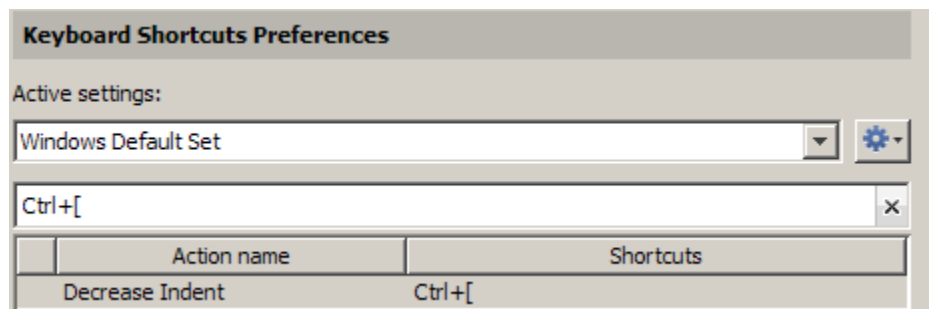 Keyboard Shortcuts Preferences
Active settings:
Windows Default Set
Ctrl+[
Action name Shortcuts
Decrease Indent Ctrl+[